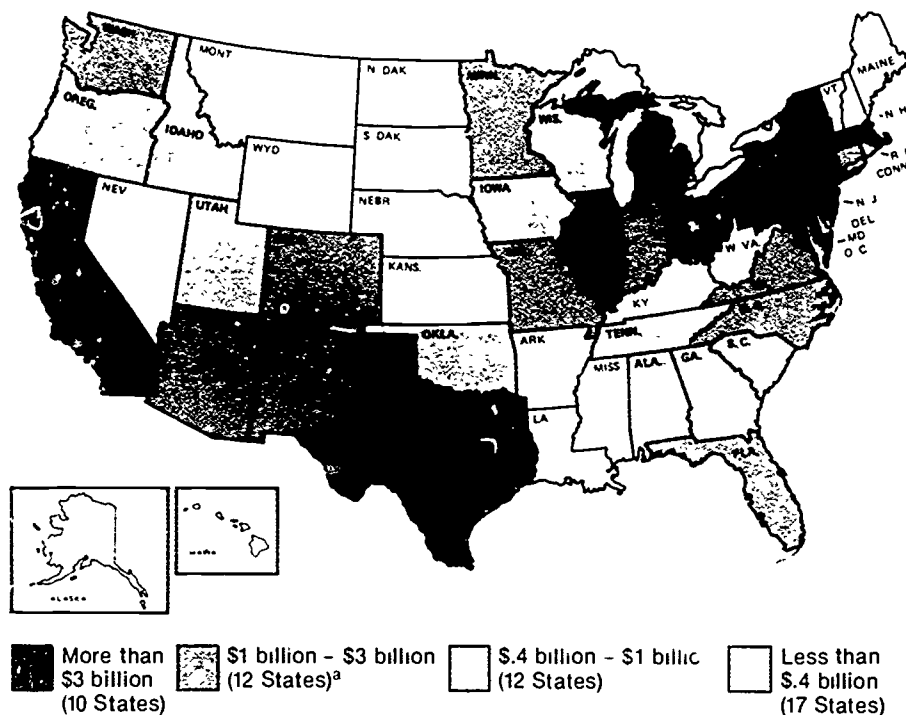 MONT
N DAK
MAINE
VT
OREG.
WIS.
N H
IDAHO
S DAK
WYO
R I
CONN
NEV
IOWA
UTAH
NEBR
N J
DEL
MD
W VA.
O C
KANS.
KY
OKLA.
ARK
TENN.
S.C.
MISS
ALA.
GA.
LA
FLA.
ALASKA
More than
$3 billion
(10 States)
$1 billion – $3 billion
(12 States)a
$.4 billion – $1 billic
(12 States)
Less than
$.4 billion
(17 States)